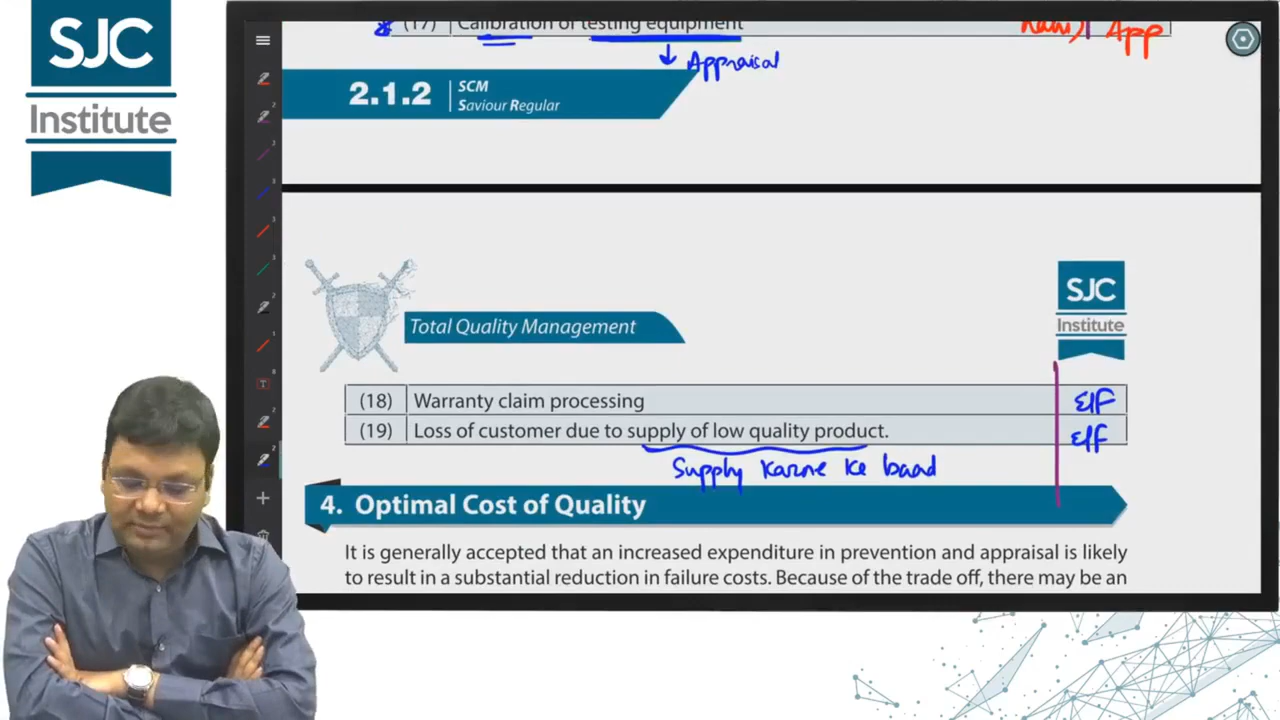 SJC
Institute
(17) Calibration of testing equipment
App
↓ Appraisal
2.1.2
SCM
Saviour Regular
SJC
Institute
Total Quality Management
(18) Warranty claim processing E/F
(19) Loss of customer due to supply of low quality product. E/F
Supply Karne Ke baad
4. Optimal Cost of Quality
It is generally accepted that an increased expenditure in prevention and appraisal is likely
to result in a substantial reduction in failure costs. Because of the trade off, there may be an